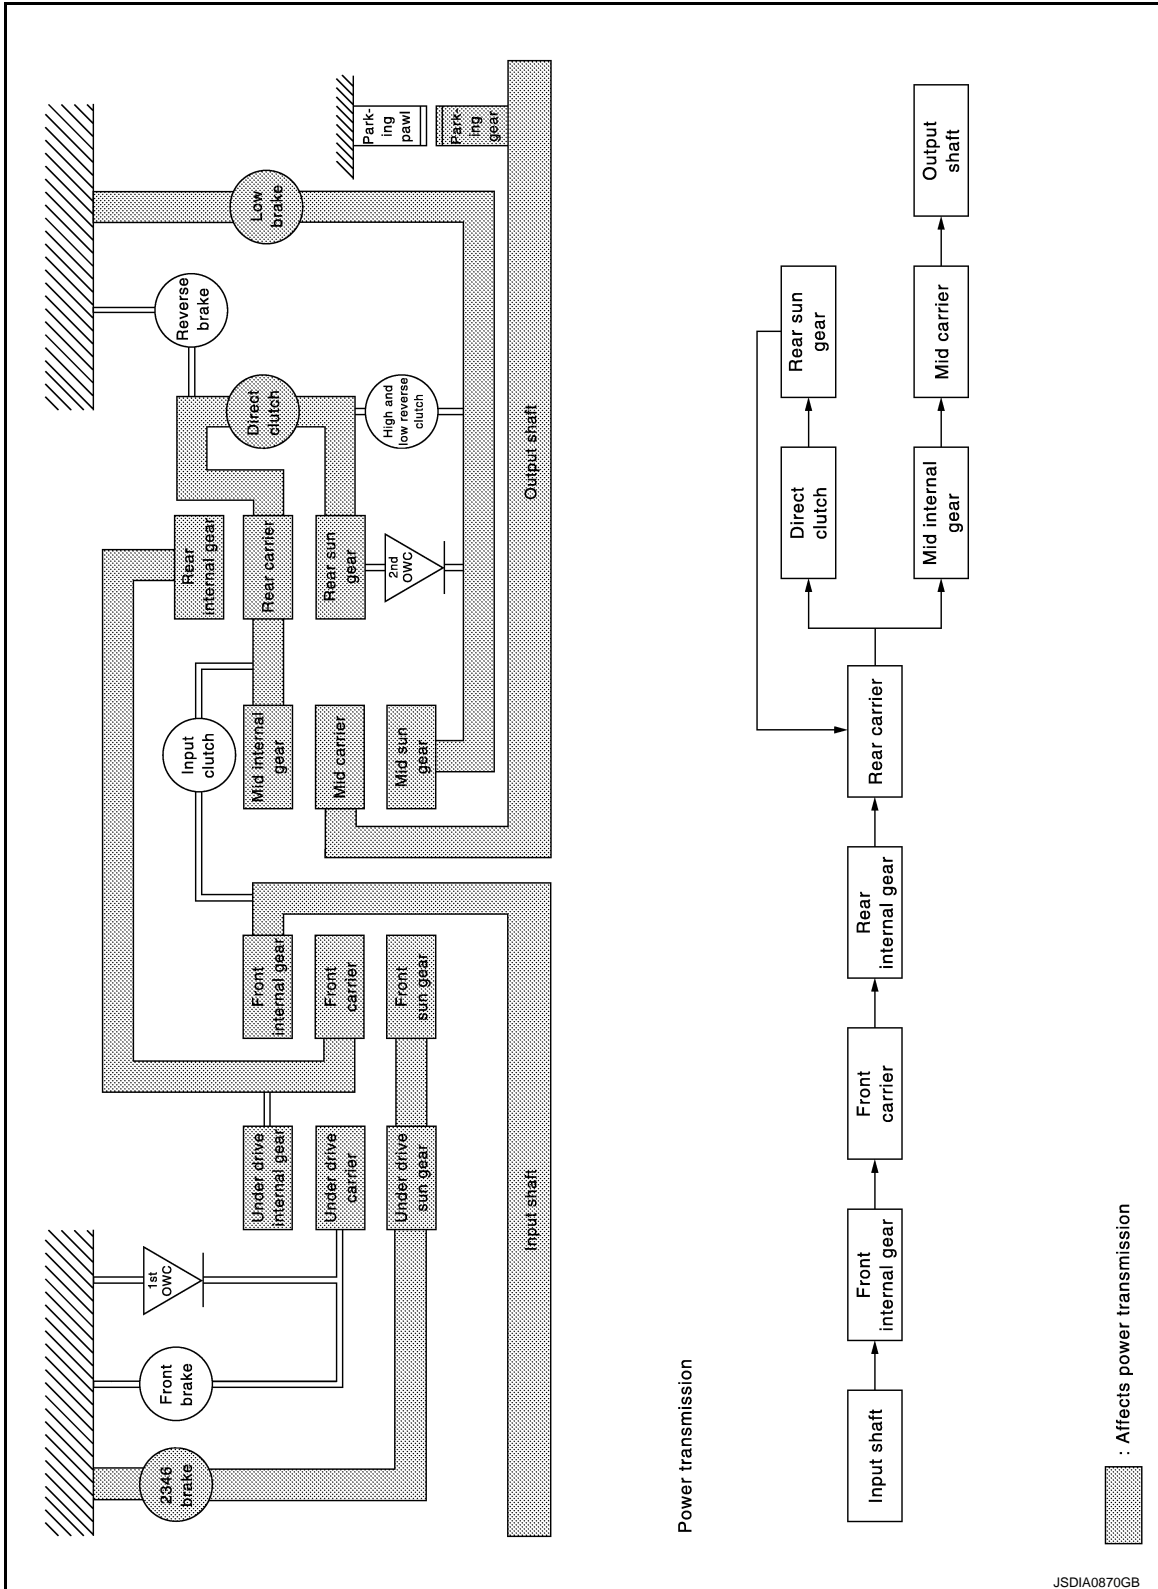 2346
brake
Front
brake
1st
OWC
Under drive
internal gear
Under drive
carrier
Under drive
sun gear
Front
internal gear
Front
carrier
Front
sun gear
Input
clutch
Mid internal
gear
Mid carrier
Mid sun
gear
Rear
internal gear
Rear carrier
Rear sun
gear
2nd
OWC
Direct
clutch
Reverse
brake
High and
low reverse
clutch
Low
brake
Park-
ing
pawl
Park-
ing
gear
Input shaft
Output shaft
Power transmission
Input shaft
Front
internal gear
Front
carrier
Rear
internal gear
Rear carrier
Direct
clutch
Rear sun
gear
Mid internal
gear
Mid carrier
Output
shaft
: Affects power transmission
JSDIA0870GB